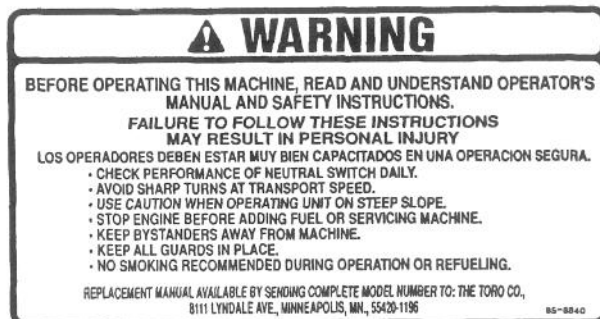 WARNING
BEFORE OPERATING THIS MACHINE, READ AND UNDERSTAND OPERATOR'S
MANUAL AND SAFETY INSTRUCTIONS.
FAILURE TO FOLLOW THESE INSTRUCTIONS
MAY RESULT IN PERSONAL INJURY
LOS OPERADORES DEBEN ESTAR MUY BIEN CAPACITADOS EN UNA OPERACION SEGURA.
• CHECK PERFORMANCE OF NEUTRAL SWITCH DAILY.
• AVOID SHARP TURNS AT TRANSPORT SPEED.
• USE CAUTION WHEN OPERATING UNIT ON STEEP SLOPE.
• STOP ENGINE BEFORE ADDING FUEL OR SERVICING MACHINE.
• KEEP BYSTANDERS AWAY FROM MACHINE.
• KEEP ALL GUARDS IN PLACE.
• NO SMOKING RECOMMENDED DURING OPERATION OR REFUELING.
REPLACEMENT MANUAL AVAILABLE BY SENDING COMPLETE MODEL NUMBER TO: THE TORO CO.,
8111 LYNDALE AVE., MINNEAPOLIS, MN., 55420-1196